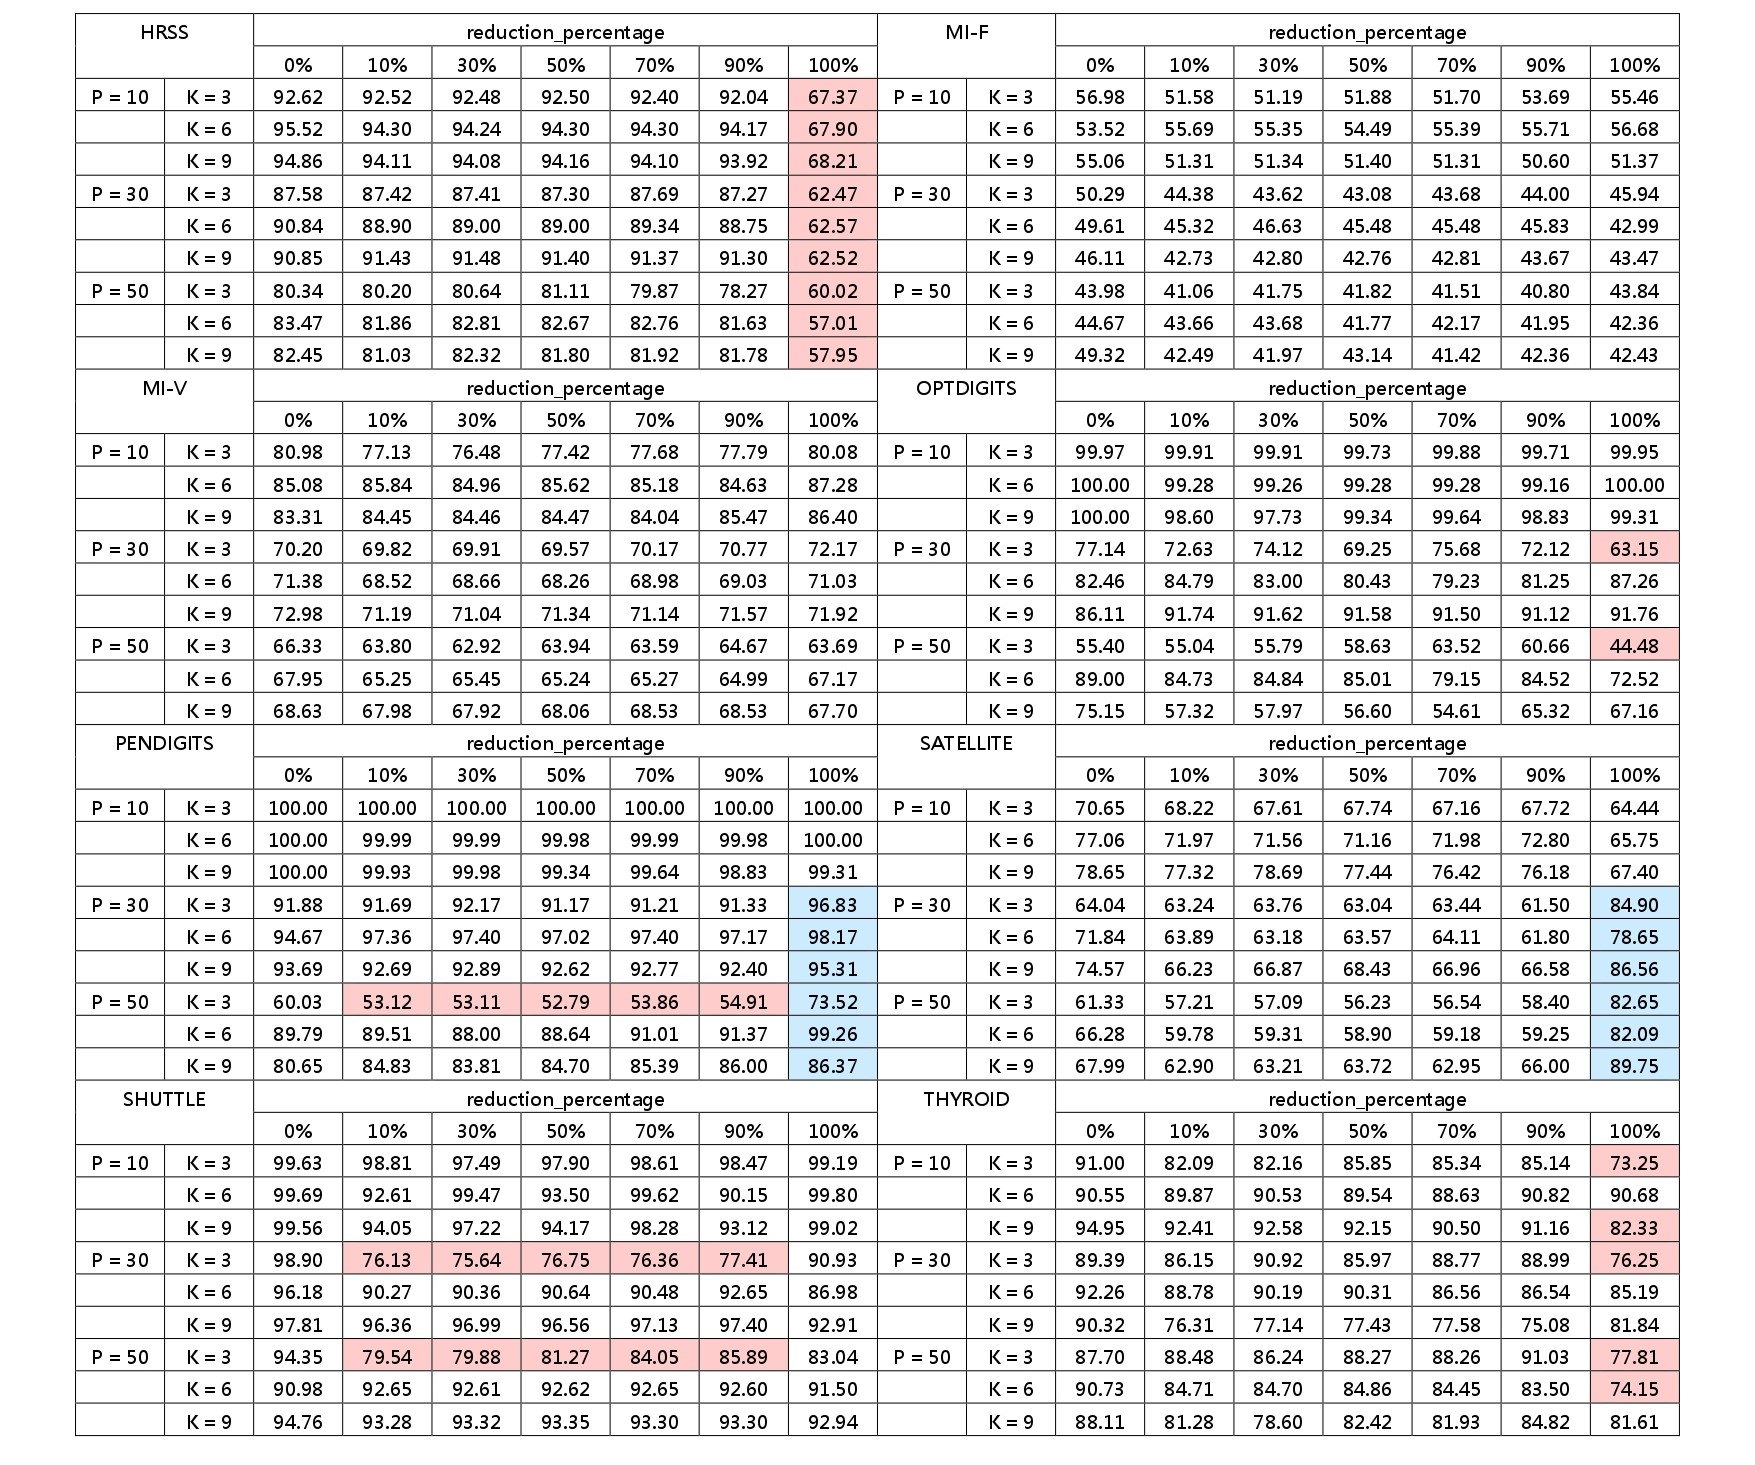 HRSS reduction_percentage MI-F reduction_percentage
0% 10% 30% 50% 70% 90% 100% 0% 10% 30% 50% 70% 90% 100%
P = 10 K = 3 92.62 92.52 92.48 92.50 92.40 92.04 67.37 P = 10 K = 3 56.98 51.58 51.19 51.88 51.70 53.69 55.46
K = 6 95.52 94.30 94.24 94.30 94.30 94.17 67.90 K = 6 53.52 55.69 55.35 54.49 55.39 55.71 56.68
K = 9 94.86 94.11 94.08 94.16 94.10 93.92 68.21 K = 9 55.06 51.31 51.34 51.40 51.31 50.60 51.37
P = 30 K = 3 87.58 87.42 87.41 87.30 87.69 87.27 62.47 P = 30 K = 3 50.29 44.38 43.62 43.08 43.68 44.00 45.94
K = 6 90.84 88.90 89.00 89.00 89.34 88.75 62.57 K = 6 49.61 45.32 46.63 45.48 45.48 45.83 42.99
K = 9 90.85 91.43 91.48 91.40 91.37 91.30 62.52 K = 9 46.11 42.73 42.80 42.76 42.81 43.67 43.47
P = 50 K = 3 80.34 80.20 80.64 81.11 79.87 78.27 60.02 P = 50 K = 3 43.98 41.06 41.75 41.82 41.51 40.80 43.84
K = 6 83.47 81.86 82.81 82.67 82.76 81.63 57.01 K = 6 44.67 43.66 43.68 41.77 42.17 41.95 42.36
K = 9 82.45 81.03 82.32 81.80 81.92 81.78 57.95 K = 9 49.32 42.49 41.97 43.14 41.42 42.36 42.43
MI-V reduction_percentage OPTDIGITS reduction_percentage
0% 10% 30% 50% 70% 90% 100% 0% 10% 30% 50% 70% 90% 100%
P = 10 K = 3 80.98 77.13 76.48 77.42 77.68 77.79 80.08 P = 10 K = 3 99.97 99.91 99.91 99.73 99.88 99.71 99.95
K = 6 85.08 85.84 84.96 85.62 85.18 84.63 87.28 K = 6 100.00 99.28 99.26 99.28 99.28 99.16 100.00
K = 9 83.31 84.45 84.46 84.47 84.04 85.47 86.40 K = 9 100.00 98.60 97.73 99.34 99.64 98.83 99.31
P = 30 K = 3 70.20 69.82 69.91 69.57 70.17 70.77 72.17 P = 30 K = 3 77.14 72.63 74.12 69.25 75.68 72.12 63.15
K = 6 71.38 68.52 68.66 68.26 68.98 69.03 71.03 K = 6 82.46 84.79 83.00 80.43 79.23 81.25 87.26
K = 9 72.98 71.19 71.04 71.34 71.14 71.57 71.92 K = 9 86.11 91.74 91.62 91.58 91.50 91.12 91.76
P = 50 K = 3 66.33 63.80 62.92 63.94 63.59 64.67 63.69 P = 50 K = 3 55.40 55.04 55.79 58.63 63.52 60.66 44.48
K = 6 67.95 65.25 65.45 65.24 65.27 64.99 67.17 K = 6 89.00 84.73 84.84 85.01 79.15 84.52 72.52
K = 9 68.63 67.98 67.92 68.06 68.53 68.53 67.70 K = 9 75.15 57.32 57.97 56.60 54.61 65.32 67.16
PENDIGITS reduction_percentage SATELLITE reduction_percentage
0% 10% 30% 50% 70% 90% 100% 0% 10% 30% 50% 70% 90% 100%
P = 10 K = 3 100.00 100.00 100.00 100.00 100.00 100.00 100.00 P = 10 K = 3 70.65 68.22 67.61 67.74 67.16 67.72 64.44
K = 6 100.00 99.99 99.99 99.98 99.99 99.98 100.00 K = 6 77.06 71.97 71.56 71.16 71.98 72.80 65.75
K = 9 100.00 99.93 99.98 99.34 99.64 98.83 99.31 K = 9 78.65 77.32 78.69 77.44 76.42 76.18 67.40
P = 30 K = 3 91.88 91.69 92.17 91.17 91.21 91.33 96.83 P = 30 K = 3 64.04 63.24 63.76 63.04 63.44 61.50 84.90
K = 6 94.67 97.36 97.40 97.02 97.40 97.17 98.17 K = 6 71.84 63.89 63.18 63.57 64.11 61.80 78.65
K = 9 93.69 92.69 92.89 92.62 92.77 92.40 95.31 K = 9 74.57 66.23 66.87 68.43 66.96 66.58 86.56
P = 50 K = 3 60.03 53.12 53.11 52.79 53.86 54.91 73.52 P = 50 K = 3 61.33 57.21 57.09 56.23 56.54 58.40 82.65
K = 6 89.79 89.51 88.00 88.64 91.01 91.37 99.26 K = 6 66.28 59.78 59.31 58.90 59.18 59.25 82.09
K = 9 80.65 84.83 83.81 84.70 85.39 86.00 86.37 K = 9 67.99 62.90 63.21 63.72 62.95 66.00 89.75
SHUTTLE reduction_percentage THYROID reduction_percentage
0% 10% 30% 50% 70% 90% 100% 0% 10% 30% 50% 70% 90% 100%
P = 10 K = 3 99.63 98.81 97.49 97.90 98.61 98.47 99.19 P = 10 K = 3 91.00 82.09 82.16 85.85 85.34 85.14 73.25
K = 6 99.69 92.61 99.47 93.50 99.62 90.15 99.80 K = 6 90.55 89.87 90.53 89.54 88.63 90.82 90.68
K = 9 99.56 94.05 97.22 94.17 98.28 93.12 99.02 K = 9 94.95 92.41 92.58 92.15 90.50 91.16 82.33
P = 30 K = 3 98.90 76.13 75.64 76.75 76.36 77.41 90.93 P = 30 K = 3 89.39 86.15 90.92 85.97 88.77 88.99 76.25
K = 6 96.18 90.27 90.36 90.64 90.48 92.65 86.98 K = 6 92.26 88.78 90.19 90.31 86.56 86.54 85.19
K = 9 97.81 96.36 96.99 96.56 97.13 97.40 92.91 K = 9 90.32 76.31 77.14 77.43 77.58 75.08 81.84
P = 50 K = 3 94.35 79.54 79.88 81.27 84.05 85.89 83.04 P = 50 K = 3 87.70 88.48 86.24 88.27 88.26 91.03 77.81
K = 6 90.98 92.65 92.61 92.62 92.65 92.60 91.50 K = 6 90.73 84.71 84.70 84.86 84.45 83.50 74.15
K = 9 94.76 93.28 93.32 93.35 93.30 93.30 92.94 K = 9 88.11 81.28 78.60 82.42 81.93 84.82 81.61